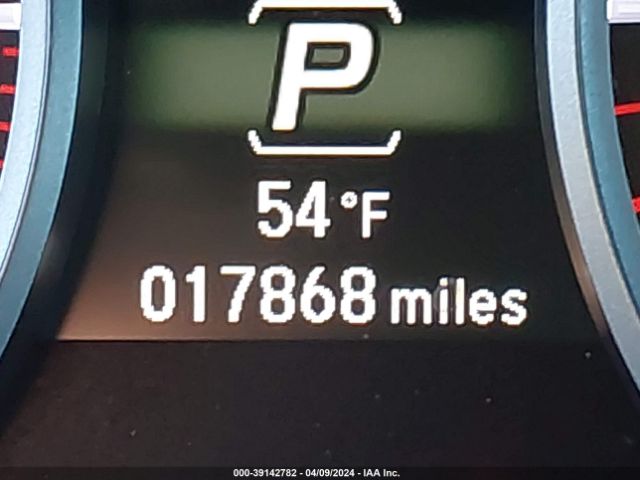 P
54°F
017868 miles
000-39142782 - 04/09/2024 - IAA Inc.